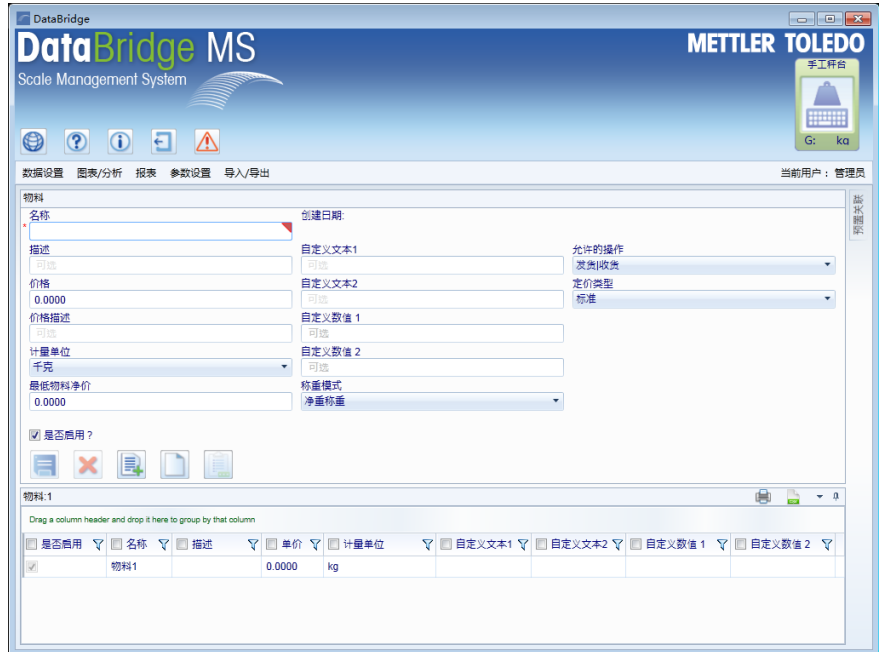 DataBridge
DataBridge MS
METTLER TOLEDO
Scale Management System
手工秤台
G: kg
数据设置 图表/分析 报表 参数设置 导入/导出 当前用户：管理员
物料
预置关联
名称 创建日期:
*
描述 自定义文本1 允许的操作
可选 可选 发货|收货
价格 自定义文本2 定价类型
0.0000 可选 标准
价格描述 自定义数值 1
可选 可选
计量单位 自定义数值 2
千克 可选
最低物料净价 称重模式
0.0000 净重称重
是否启用？
物料:1
Drag a column header and drop it here to group by that column
是否启用 名称 描述 单价 计量单位 自定义文本1 自定义文本2 自定义数值 1 自定义数值 2
物料1 0.0000 kg